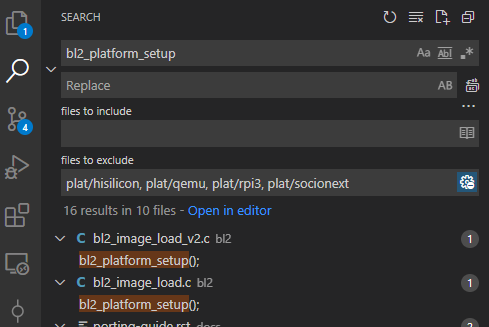 SEARCH
1
bl2_platform_setup
Aa
Abl
.*
Replace
AB
files to include
4
files to exclude
plat/hisilicon, plat/qemu, plat/rpi3, plat/socionext
16 results in 10 files - Open in editor
C bl2_image_load_v2.c bl2
1
bl2_platform_setup();
C bl2_image_load.c bl2
1
bl2_platform_setup();
porting-guide.rst docs
2